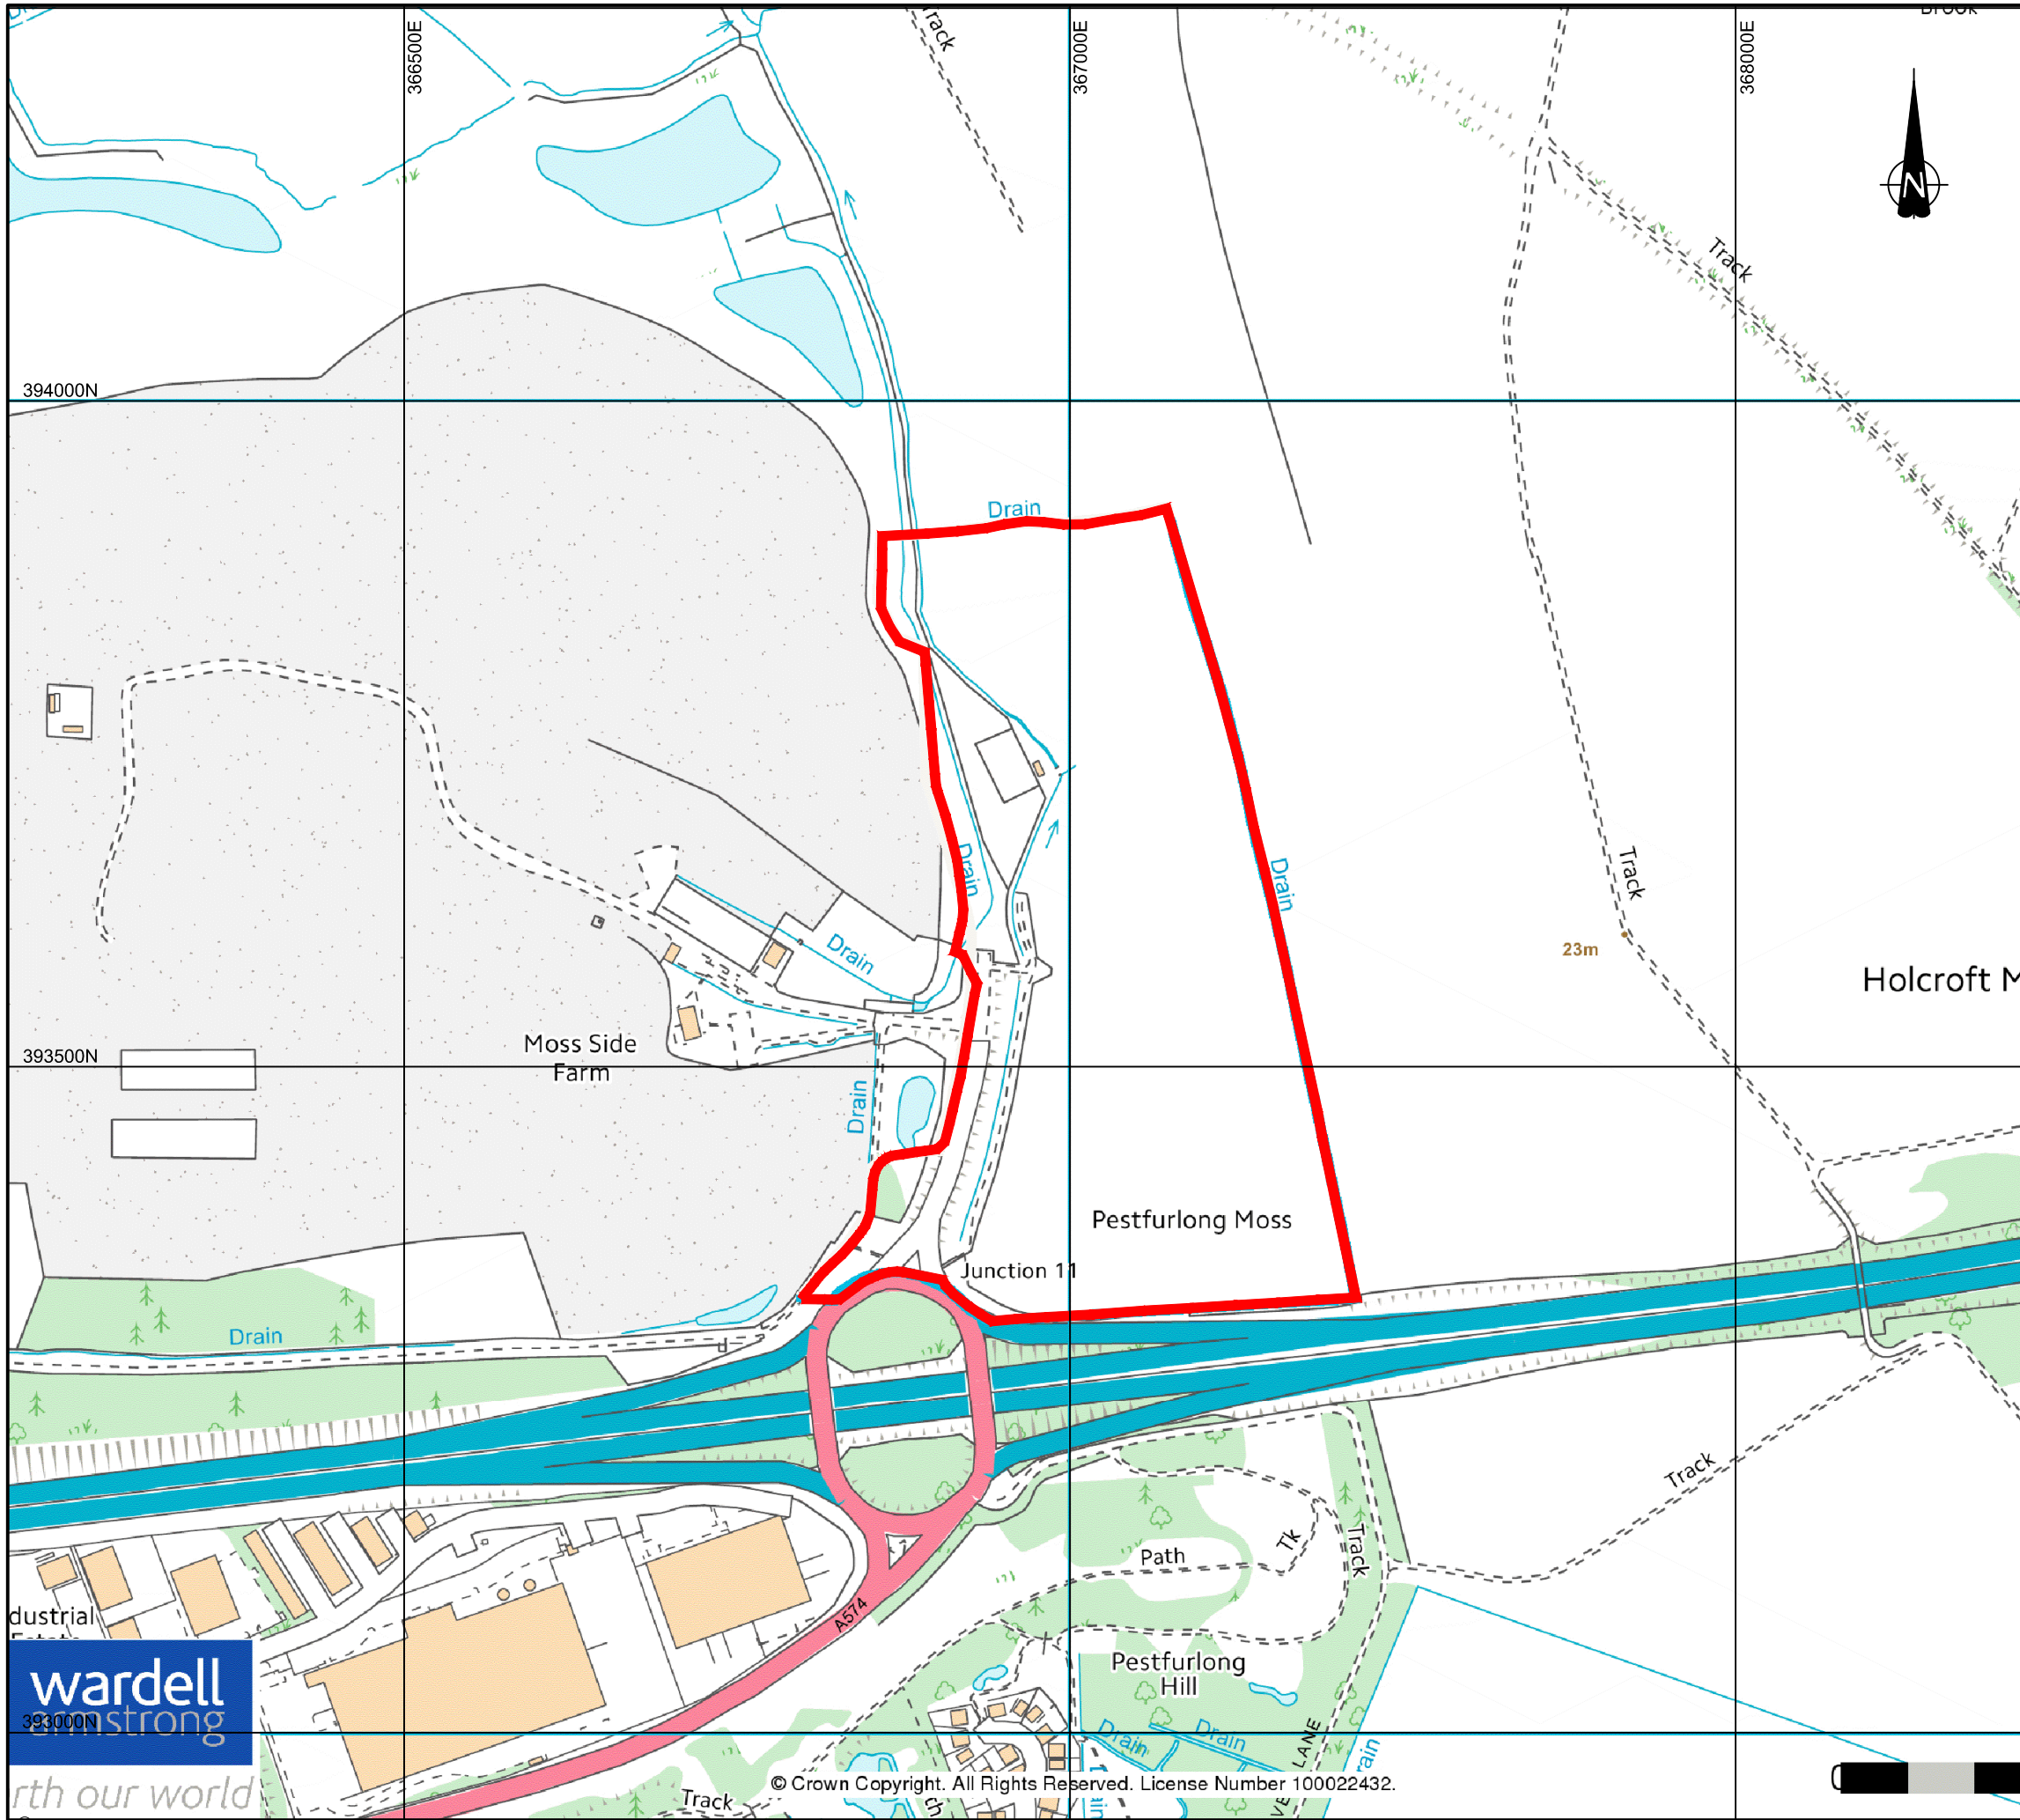 Track
366500E
367000E
368000E
N
Track
394000N
Drain
Track
Drain
Drain
23m
Drain
Holcroft M
Moss Side
Farm
393500N
Drain
Pestfurlong Moss
Junction 11
Drain
Track
Track
Path
Tk
A574
dustrial
Pestfurlong
Hill
wardell
armstrong
393000N
Drain
Drain
LANE
rain
rth our world
© Crown Copyright. All Rights Reserved. License Number 100022432.
Track
0